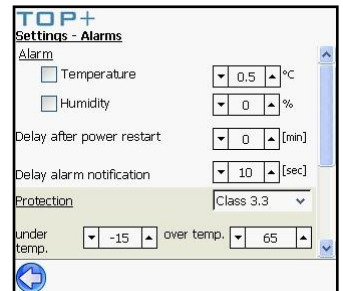 TOP+
Settings - Alarms
Alarm
Temperature 0.5 °C
Humidity 0 %
Delay after power restart 0 [min]
Delay alarm notification 10 [sec]
Protection Class 3.3
under temp. -15 over temp. 65